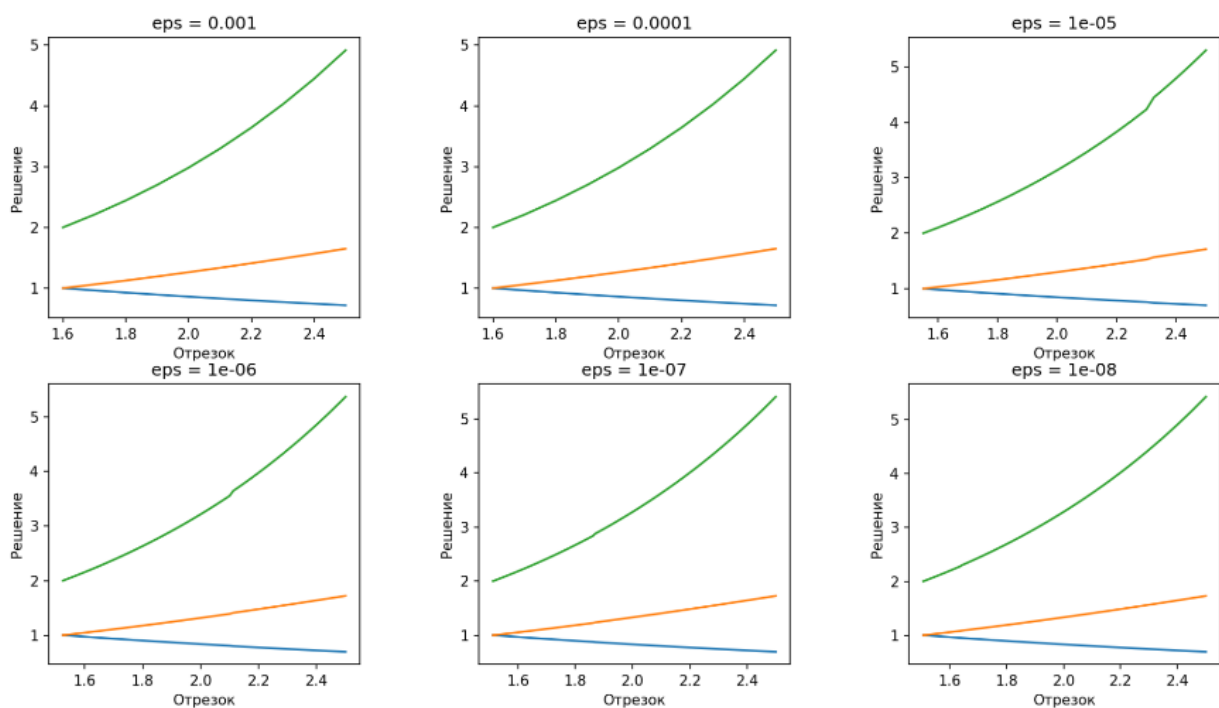 eps = 0.001
5
4
3
2
1
Решение
1.6 1.8 2.0 2.2 2.4
Отрезок
eps = 0.0001
5
4
3
2
1
Решение
1.6 1.8 2.0 2.2 2.4
Отрезок
eps = 1e-05
5
4
3
2
1
Решение
1.6 1.8 2.0 2.2 2.4
Отрезок
eps = 1e-06
5
4
3
2
1
Решение
1.6 1.8 2.0 2.2 2.4
Отрезок
eps = 1e-07
5
4
3
2
1
Решение
1.6 1.8 2.0 2.2 2.4
Отрезок
eps = 1e-08
5
4
3
2
1
Решение
1.6 1.8 2.0 2.2 2.4
Отрезок